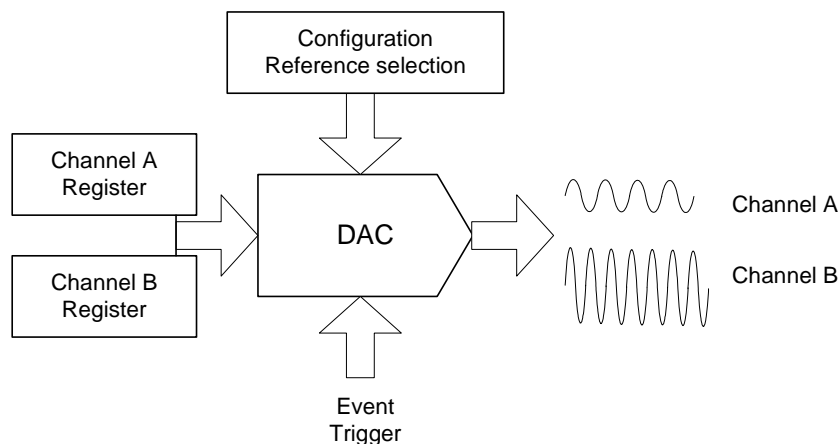 Configuration
Reference selection
Channel A
Register
Channel B
Register
DAC
Channel A
Channel B
Event
Trigger